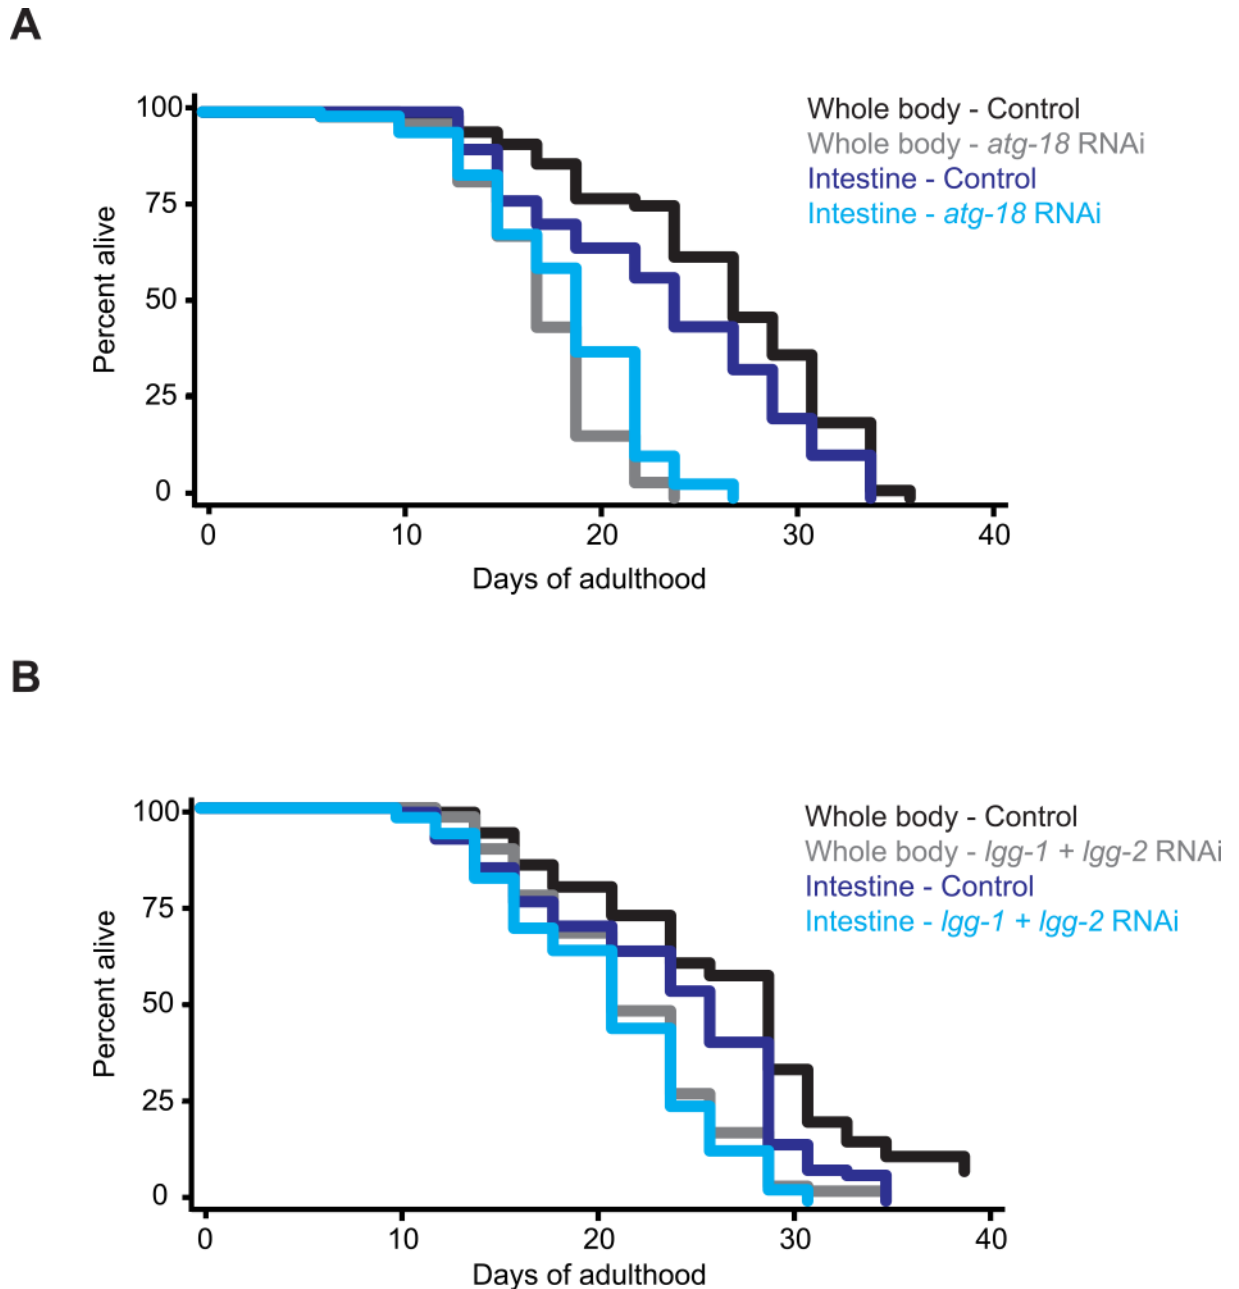 A
100
75
50
25
0
Percent alive
0 10 20 30 40
Days of adulthood
Whole body - Control
Whole body - atg-18 RNAi
Intestine - Control
Intestine - atg-18 RNAi
B
100
75
50
25
0
Percent alive
0 10 20 30 40
Days of adulthood
Whole body - Control
Whole body - lgg-1 + lgg-2 RNAi
Intestine - Control
Intestine - lgg-1 + lgg-2 RNAi